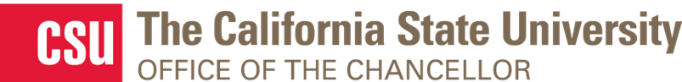 CSU The California State University
OFFICE OF THE CHANCELLOR